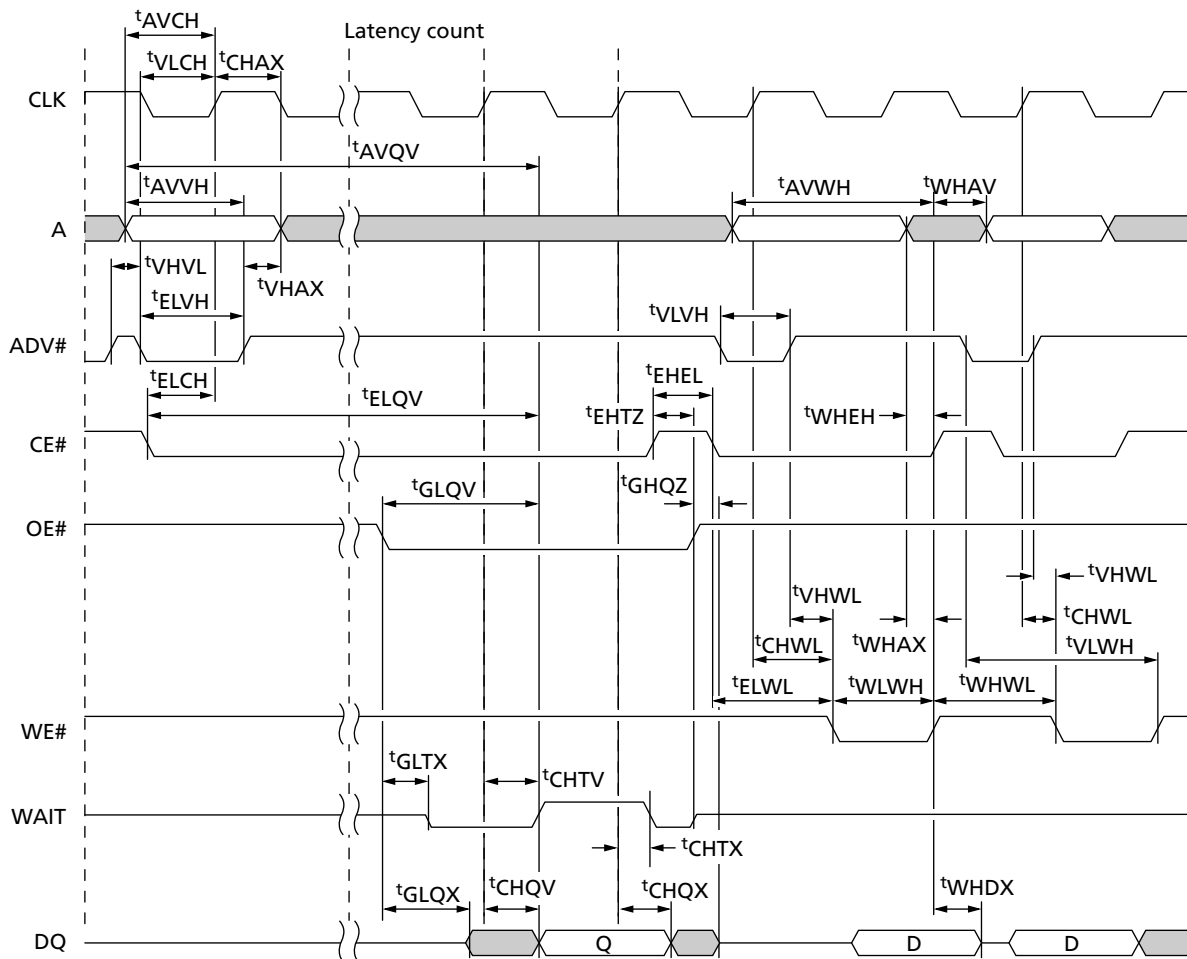 tAVCH
Latency count
tVLCH
tCHAX
CLK
tAVQV
tAVVH
tAVWH
tWHAV
A
tVHVL
tVHAX
tELVH
tVLVH
ADV#
tELCH
tEHEL
tELQV
tEHTZ
tWHEH
CE#
tGLQV
tGHQZ
OE#
tVHWL
tVHWL
tCHWL
tCHWL
tWHAX
tVLWH
tELWL
tWLWH
tWHWL
WE#
tGLTX
tCHTV
WAIT
tCHTX
tGLQX
tCHQV
tCHQX
tWHDX
DQ
Q
D
D